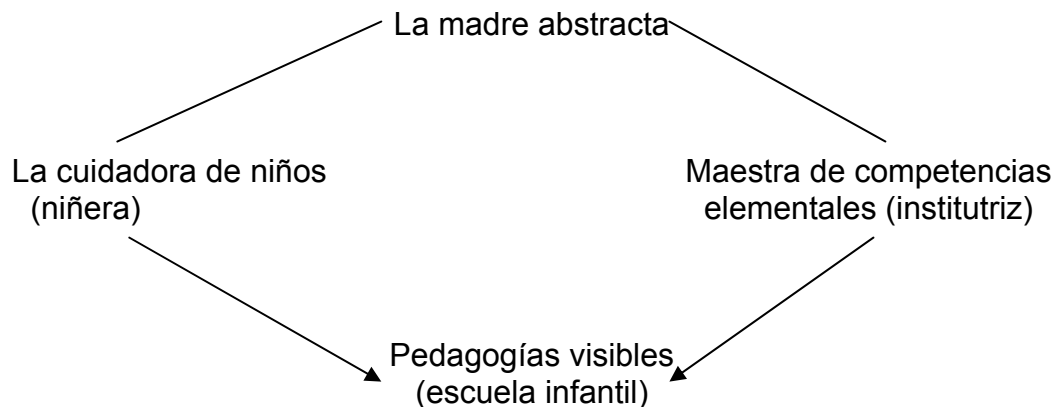 La madre abstracta
La cuidadora de niños
(niñera)
Maestra de competencias
elementales (institutriz)
Pedagogías visibles
(escuela infantil)